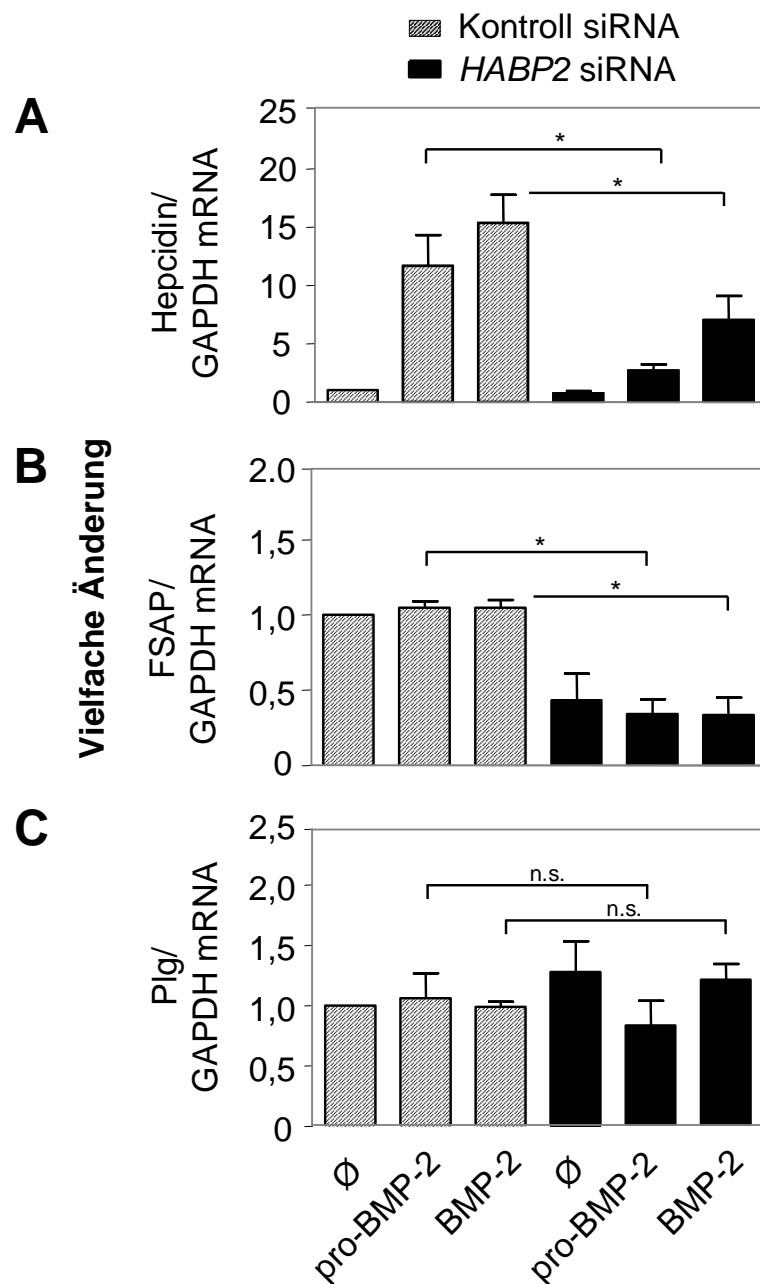 Kontroll siRNA
HABP2 siRNA
A
Hepcidin/
GAPDH mRNA
25
20
15
10
5
0
*
*
B
Vielfache Änderung
FSAP/
GAPDH mRNA
2.0
1,5
1,0
0,5
0
*
*
C
Plg/
GAPDH mRNA
2,5
2,0
1,5
1,0
0,5
0
n.s.
n.s.
Ø
pro-BMP-2
BMP-2
Ø
pro-BMP-2
BMP-2